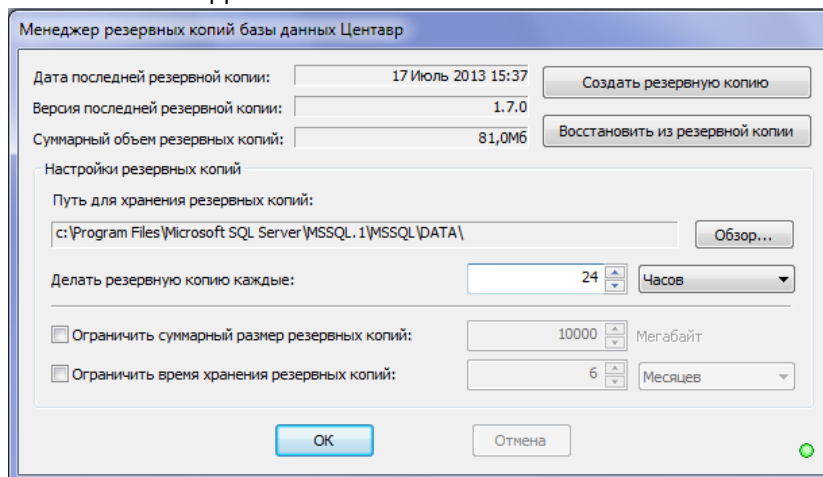 Менеджер резервных копий базы данных Центавр
Дата последней резервной копии: 17 Июль 2013 15:37 Создать резервную копию
Версия последней резервной копии: 1.7.0
Суммарный объем резервных копий: 81,0Мб Восстановить из резервной копии
Настройки резервных копий
Путь для хранения резервных копий:
c:\Program Files\Microsoft SQL Server\MSSQL.1\MSSQL\DATA\ Обзор...
Делать резервную копию каждые: 24 Часов
Ограничить суммарный размер резервных копий: 10000 Мегабайт
Ограничить время хранения резервных копий: 6 Месяцев
ОК Отмена